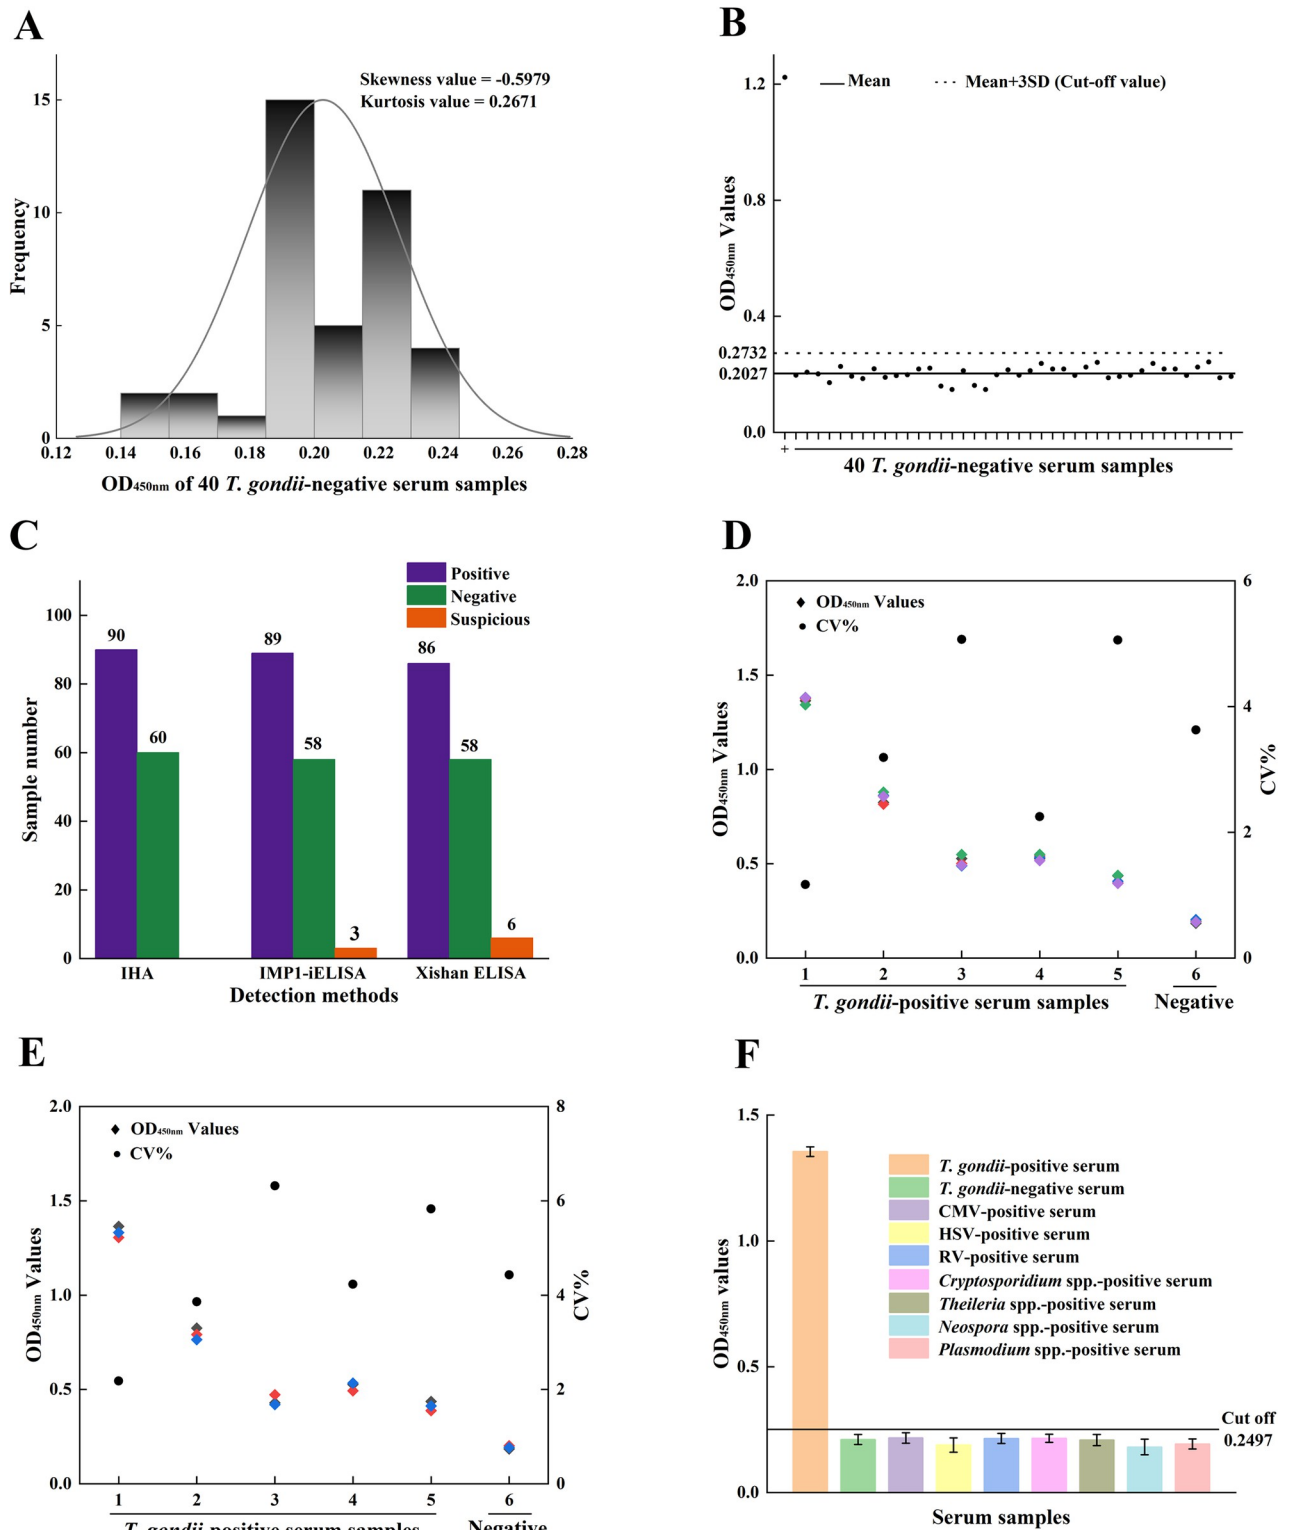 A
Skewness value = -0.5979
Kurtosis value = 0.2671
15
10
5
0
Frequency
0.12 0.14 0.16 0.18 0.20 0.22 0.24 0.26 0.28
OD450nm of 40 T. gondii-negative serum samples
B
Mean
Mean+3SD (Cut-off value)
1.2
0.8
0.4
0.2732
0.2027
0.0
OD450nm Values
+
40 T. gondii-negative serum samples
C
Positive
Negative
Suspicious
100
80
60
40
20
0
Sample number
90 60
89 58 3
86 58 6
IHA IMP1-iELISA Xishan ELISA
Detection methods
D
OD450nm Values
CV%
2.0
1.5
1.0
0.5
0.0
OD450nm Values
6
4
2
0
CV%
1 2 3 4 5 6
T. gondii-positive serum samples Negative
E
OD450nm Values
CV%
2.0
1.5
1.0
0.5
0.0
OD450nm Values
8
6
4
2
0
CV%
1 2 3 4 5 6
T. gondii-positive serum samples Negative
F
1.5
1.0
0.5
0.0
OD450nm values
T. gondii-positive serum
T. gondii-negative serum
CMV-positive serum
HSV-positive serum
RV-positive serum
Cryptosporidium spp.-positive serum
Theileria spp.-positive serum
Neospora spp.-positive serum
Plasmodium spp.-positive serum
Cut off
0.2497
Serum samples